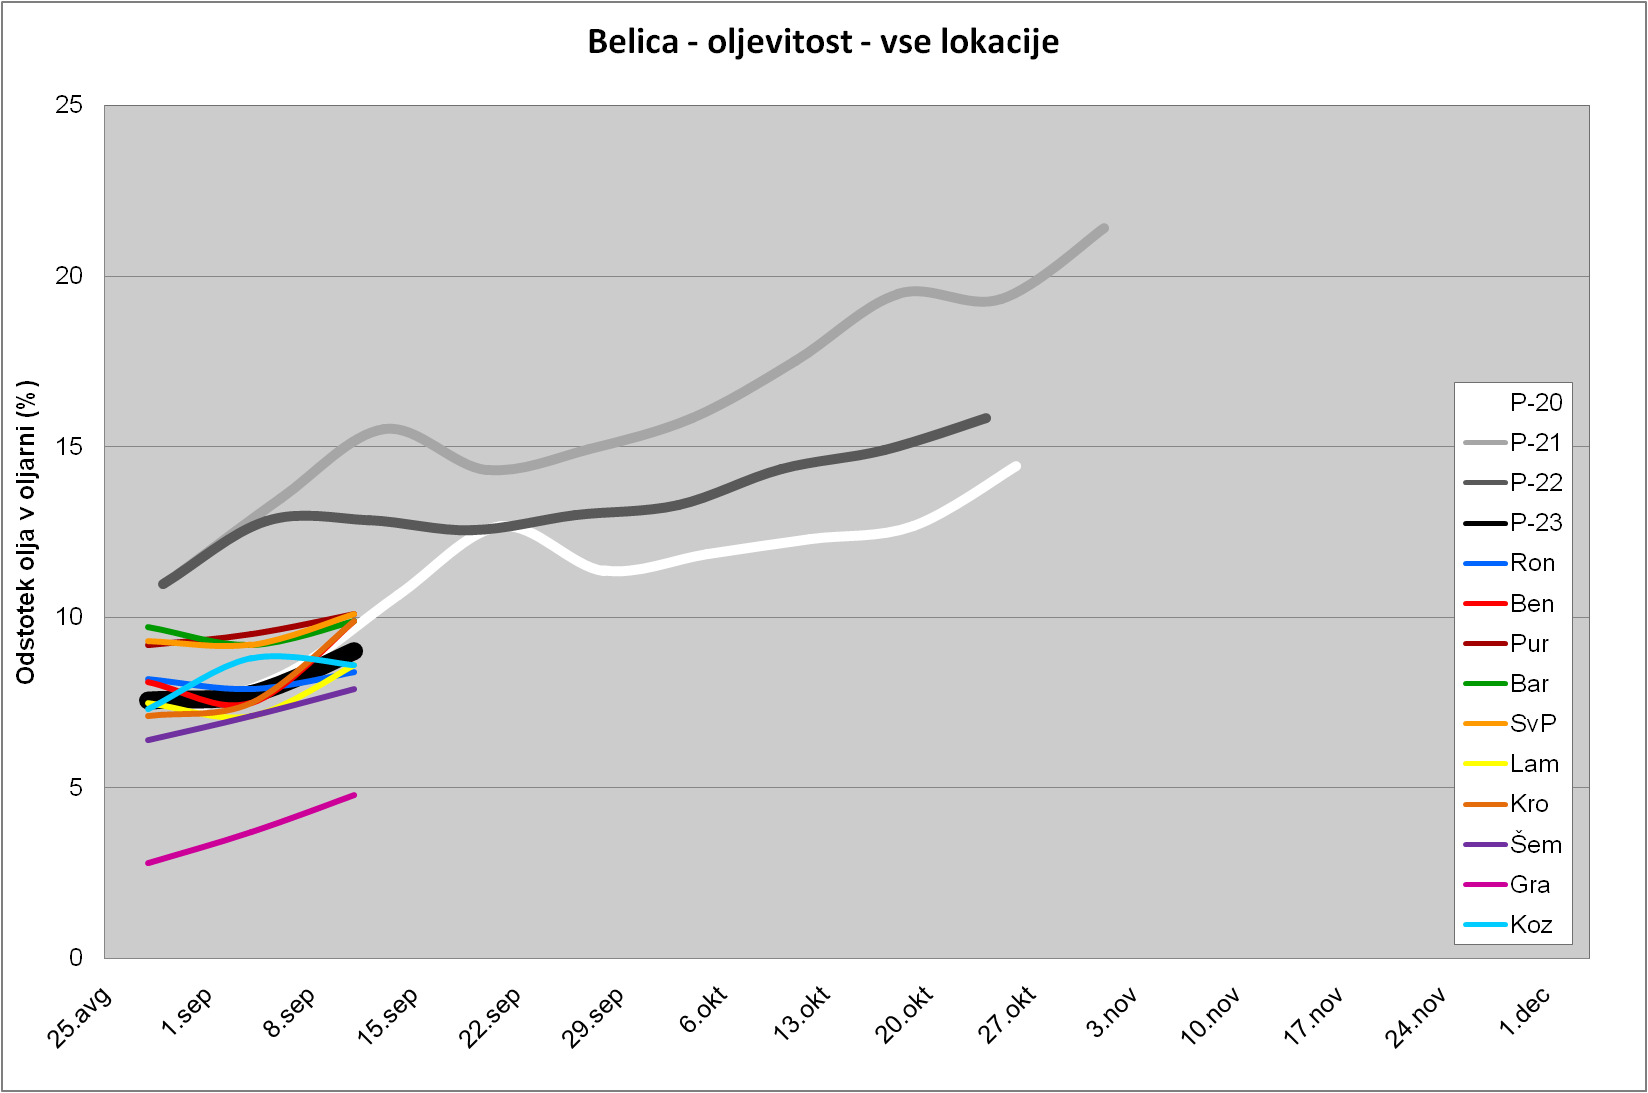 Belica - oljevitost - vse lokacije
Odstotek olja v oljarni (%)
25
20
15
10
5
0
25.avg
1.sep
8.sep
15.sep
22.sep
29.sep
6.okt
13.okt
20.okt
27.okt
3.nov
10.nov
17.nov
24.nov
1.dec
P-20
P-21
P-22
P-23
Ron
Ben
Pur
Bar
SvP
Lam
Kro
Šem
Gra
Koz